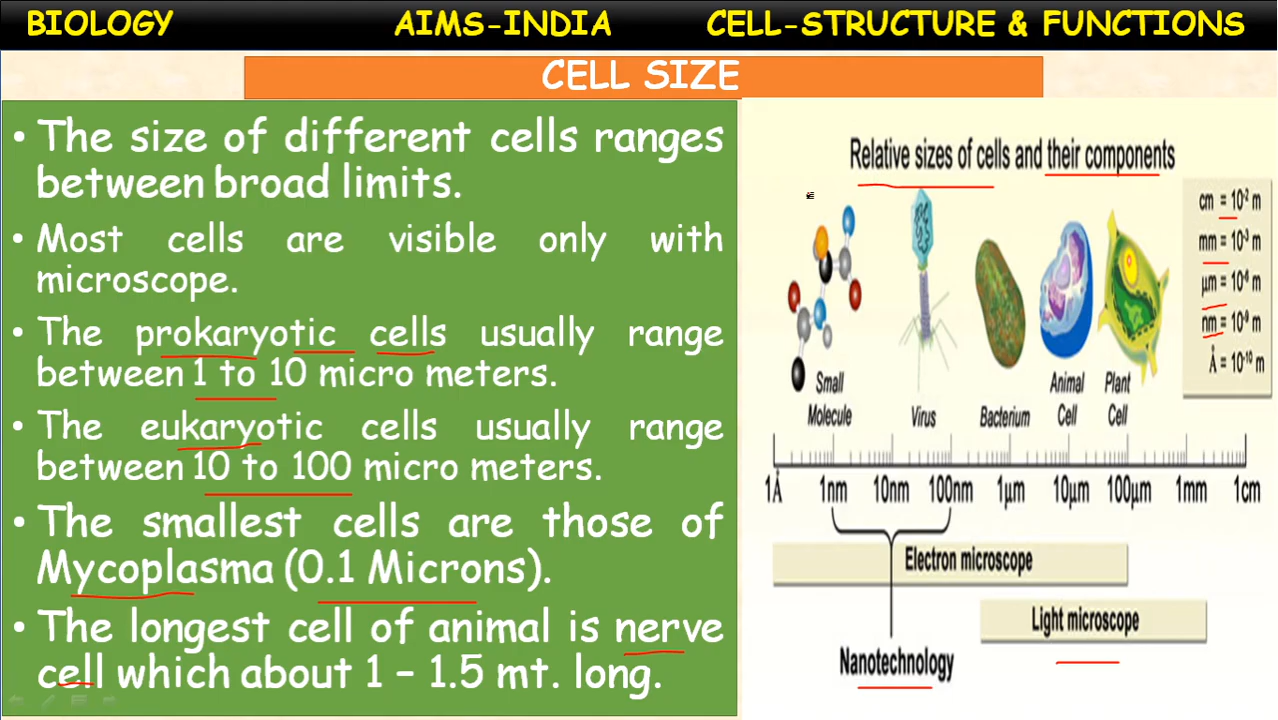 BIOLOGY AIMS-INDIA CELL-STRUCTURE & FUNCTIONS
CELL SIZE
• The size of different cells ranges
between broad limits.
• Most cells are visible only with
microscope.
• The prokaryotic cells usually range
between 1 to 10 micro meters.
• The eukaryotic cells usually range
between 10 to 100 micro meters.
• The smallest cells are those of
Mycoplasma (0.1 Microns).
• The longest cell of animal is nerve
cell which about 1 – 1.5 mt. long.
Relative sizes of cells and their components
cm = 10⁻² m
mm = 10⁻³ m
µm = 10⁻⁶ m
nm = 10⁻⁹ m
Å = 10⁻¹⁰ m
Small
Molecule
Virus
Bacterium
Animal
Cell
Plant
Cell
1Å 1nm 10nm 100nm 1µm 10µm 100µm 1mm 1cm
Electron microscope
Light microscope
Nanotechnology